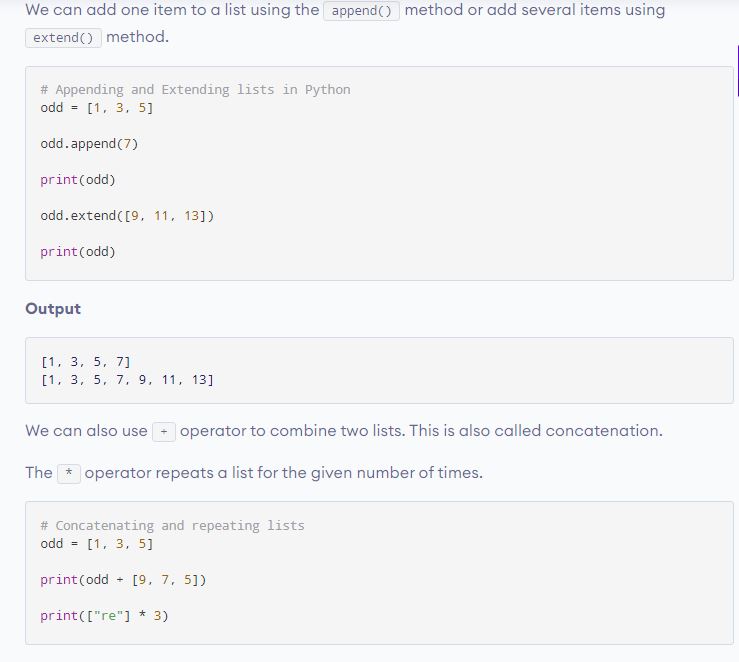 We can add one item to a list using the append() method or add several items using
extend() method.
# Appending and Extending lists in Python
odd = [1, 3, 5]
odd.append(7)
print(odd)
odd.extend([9, 11, 13])
print(odd)
Output
[1, 3, 5, 7]
[1, 3, 5, 7, 9, 11, 13]
We can also use + operator to combine two lists. This is also called concatenation.
The * operator repeats a list for the given number of times.
# Concatenating and repeating lists
odd = [1, 3, 5]
print(odd + [9, 7, 5])
print(["re"] * 3)